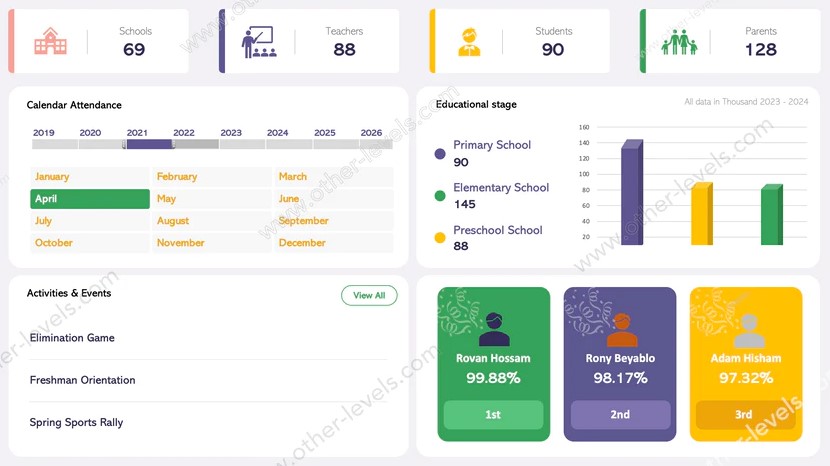 Schools
69
Teachers
88
Students
90
Parents
128
Calendar Attendance
2019 2020 2021 2022 2023 2024 2025 2026
January February March
April May June
July August September
October November December
Educational stage
All data in Thousand 2023 - 2024
Primary School
90
Elementary School
145
Preschool School
88
160
140
120
100
80
60
40
20
Activities & Events
View All
Elimination Game
Freshman Orientation
Spring Sports Rally
Rovan Hossam
99.88%
1st
Rony Beyablo
98.17%
2nd
Adam Hisham
97.32%
3rd
www.other-levels.com